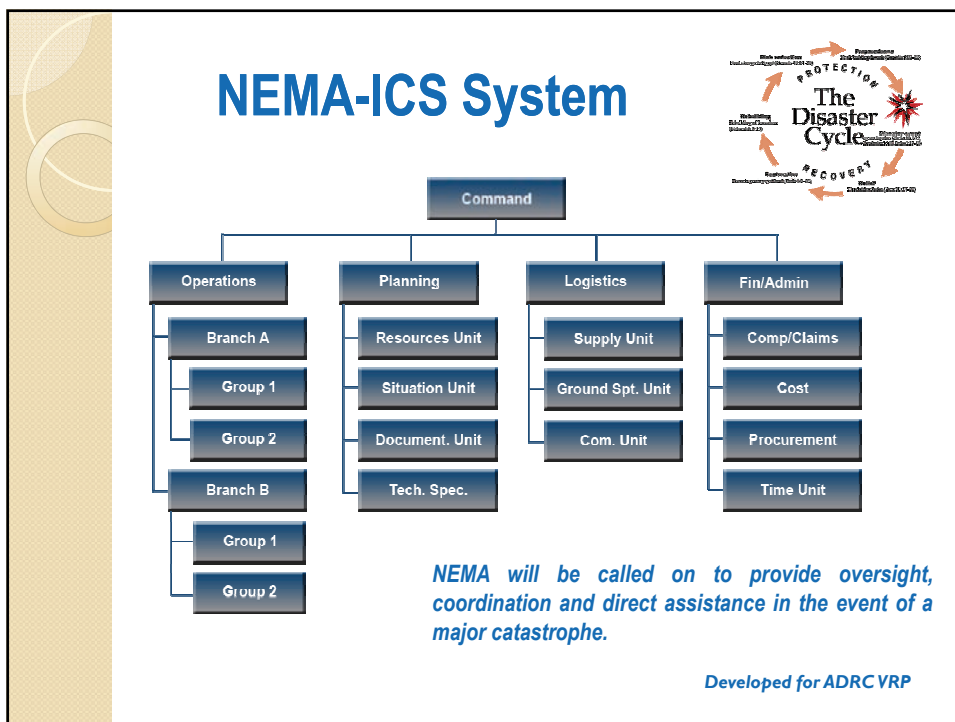 NEMA-ICS System
PROTECTION
The
Disaster
Cycle
RECOVERY
Command
Operations
Planning
Logistics
Fin/Admin
Branch A
Resources Unit
Supply Unit
Comp/Claims
Group 1
Situation Unit
Ground Spt. Unit
Cost
Group 2
Document. Unit
Com. Unit
Procurement
Branch B
Tech. Spec.
Time Unit
Group 1
Group 2
NEMA will be called on to provide oversight,
coordination and direct assistance in the event of a
major catastrophe.
Developed for ADRC VRP